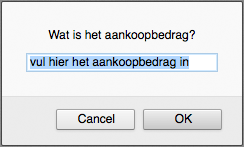 Wat is het aankoopbedrag?
vul hier het aankoopbedrag in
Cancel OK